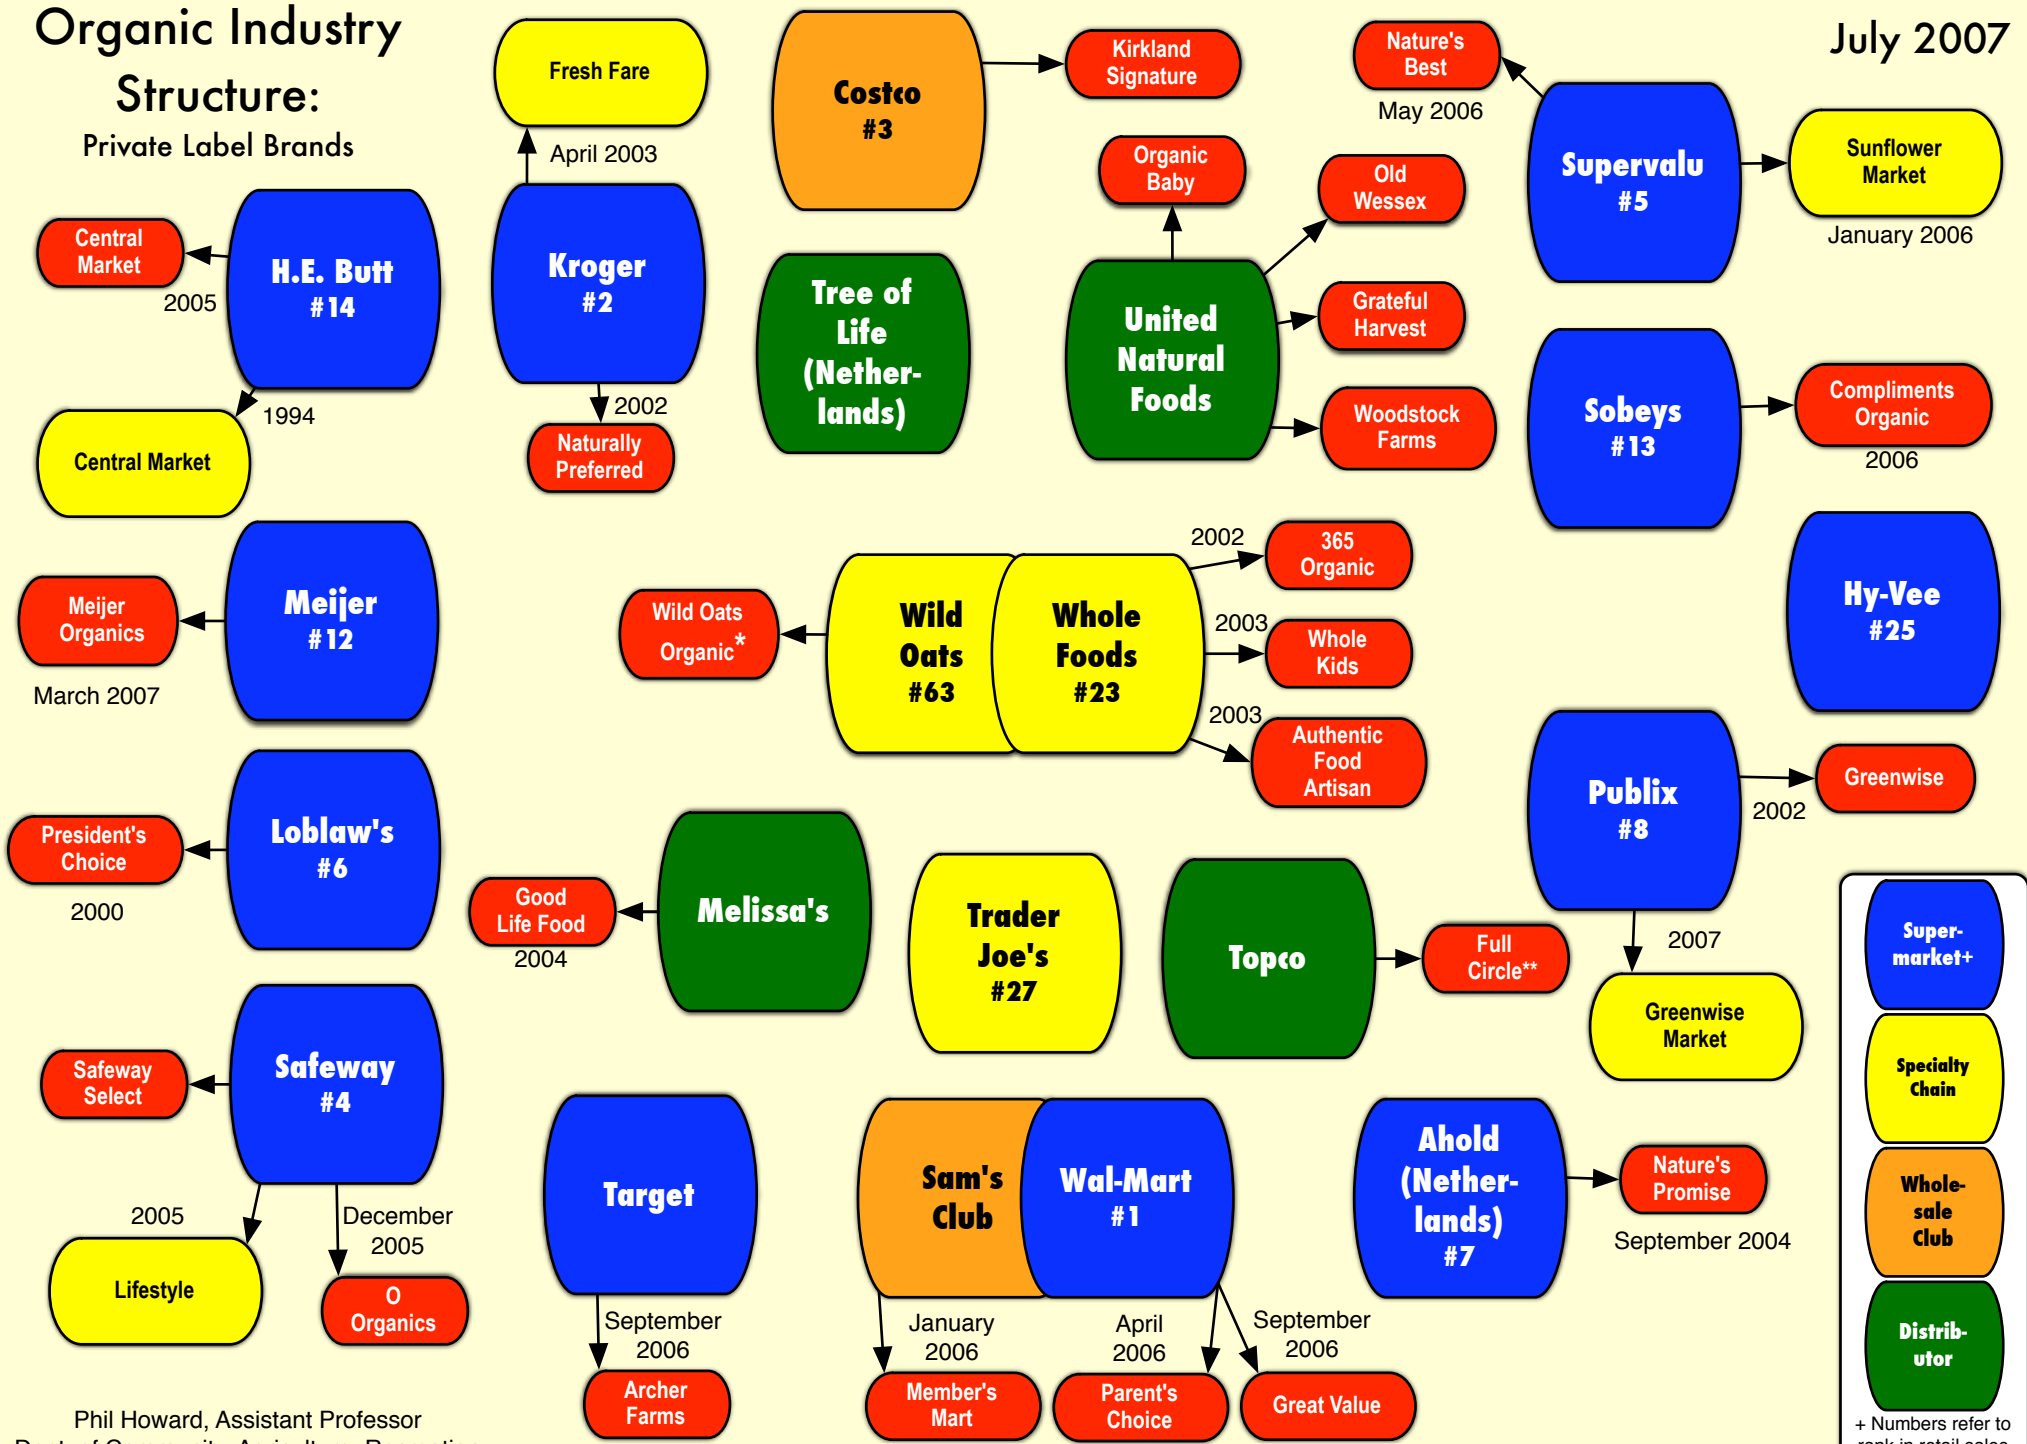 Organic Industry
Structure:
Private Label Brands
July 2007
Fresh Fare
April 2003
Kroger
#2
2002
Naturally
Preferred
Costco
#3
Kirkland
Signature
Nature's
Best
May 2006
Supervalu
#5
Sunflower
Market
January 2006
Central
Market
2005
H.E. Butt
#14
1994
Central Market
Tree of
Life
(Nether-
lands)
Organic
Baby
Old
Wessex
United
Natural
Foods
Grateful
Harvest
Woodstock
Farms
Sobeys
#13
Compliments
Organic
2006
Meijer
Organics
March 2007
Meijer
#12
Wild Oats
Organic*
Wild
Oats
#63
Whole
Foods
#23
2002
365
Organic
2003
Whole
Kids
2003
Authentic
Food
Artisan
Hy-Vee
#25
President's
Choice
2000
Loblaw's
#6
Good
Life Food
2004
Melissa's
Trader
Joe's
#27
Topco
Full
Circle**
Publix
#8
2002
Greenwise
2007
Greenwise
Market
Safeway
Select
Safeway
#4
2005
Lifestyle
December
2005
O
Organics
Target
September
2006
Archer
Farms
Sam's
Club
Wal-Mart
#1
January
2006
Member's
Mart
April
2006
Parent's
Choice
September
2006
Great Value
Ahold
(Nether-
lands)
#7
Nature's
Promise
September 2004
Super-
market+
Specialty
Chain
Whole-
sale
Club
Distrib-
utor
+ Numbers refer to
rank in retail sales
Phil Howard, Assistant Professor